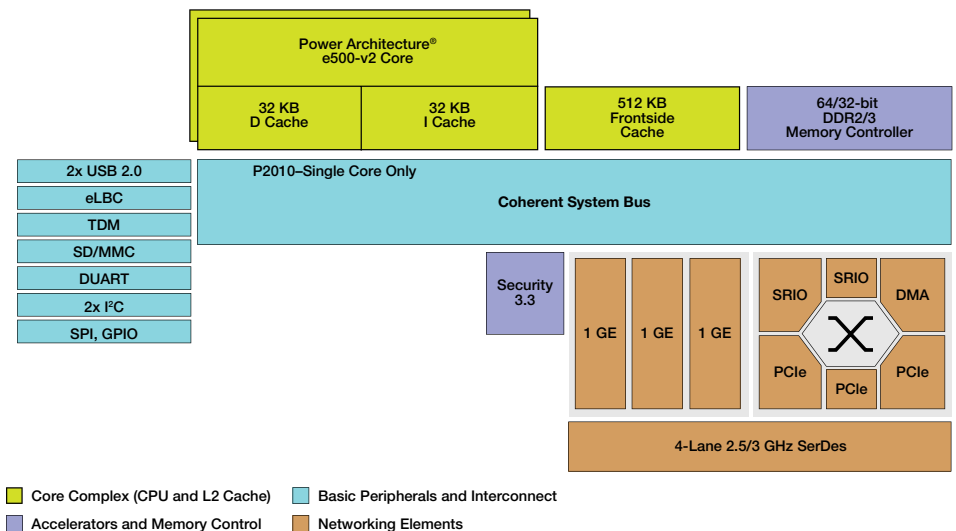 Power Architecture®
e500-v2 Core
32 KB
D Cache
32 KB
I Cache
512 KB
Frontside
Cache
64/32-bit
DDR2/3
Memory Controller
2x USB 2.0
eLBC
TDM
SD/MMC
DUART
2x I²C
SPI, GPIO
P2010–Single Core Only
Coherent System Bus
Security
3.3
1 GE
1 GE
1 GE
SRIO
SRIO
DMA
PCIe
PCIe
PCIe
4-Lane 2.5/3 GHz SerDes
Core Complex (CPU and L2 Cache)
Basic Peripherals and Interconnect
Accelerators and Memory Control
Networking Elements